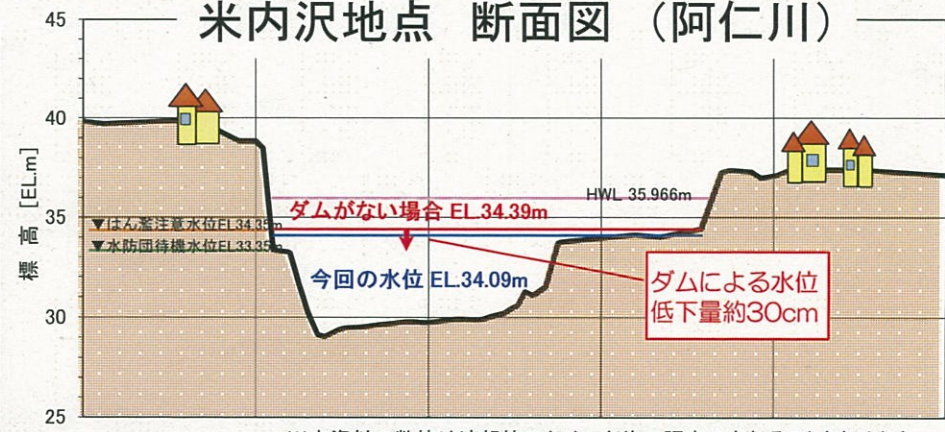 米内沢地点 断面図 （阿仁川）
45
40
35
30
25
標高 [EL.m]
HWL 35.966m
ダムがない場合 EL.34.39m
▼はん濫注意水位EL34.35m
▼水防団待機水位EL33.35m
今回の水位 EL.34.09m
ダムによる水位
低下量約30cm